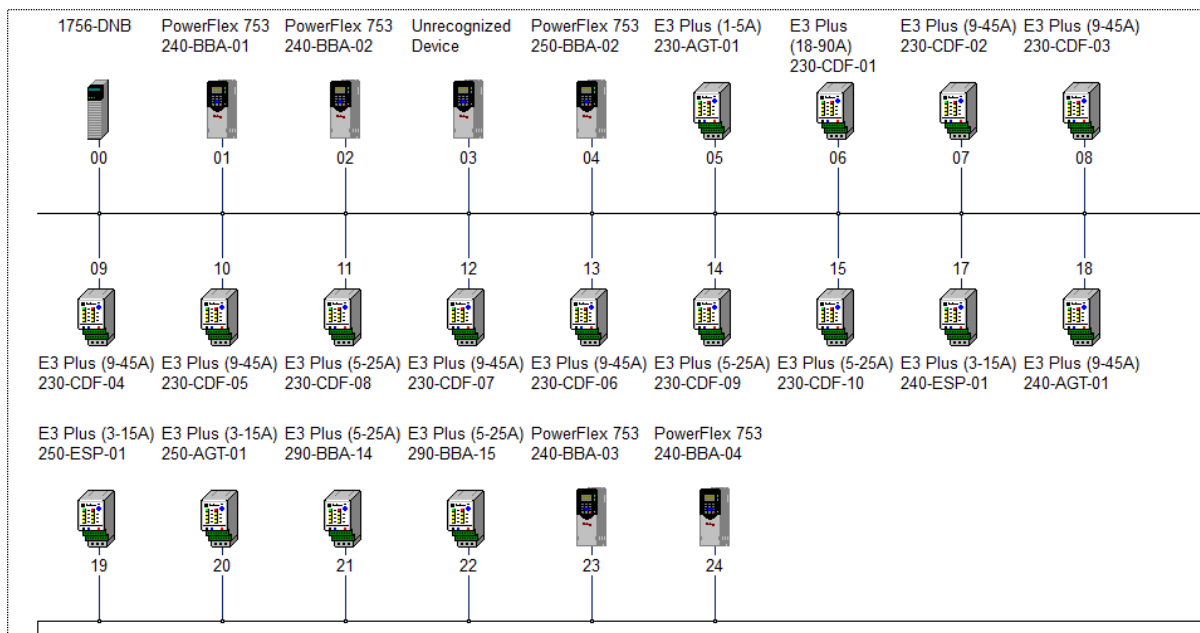 1756-DNB
PowerFlex 753
240-BBA-01
PowerFlex 753
240-BBA-02
Unrecognized
Device
PowerFlex 753
250-BBA-02
E3 Plus (1-5A)
230-AGT-01
E3 Plus
(18-90A)
230-CDF-01
E3 Plus (9-45A)
230-CDF-02
E3 Plus (9-45A)
230-CDF-03
00
01
02
03
04
05
06
07
08
09
10
11
12
13
14
15
17
18
E3 Plus (9-45A)
230-CDF-04
E3 Plus (9-45A)
230-CDF-05
E3 Plus (5-25A)
230-CDF-08
E3 Plus (9-45A)
230-CDF-07
E3 Plus (9-45A)
230-CDF-06
E3 Plus (5-25A)
230-CDF-09
E3 Plus (5-25A)
230-CDF-10
E3 Plus (3-15A)
240-ESP-01
E3 Plus (9-45A)
240-AGT-01
E3 Plus (3-15A)
250-ESP-01
E3 Plus (3-15A)
250-AGT-01
E3 Plus (5-25A)
290-BBA-14
E3 Plus (5-25A)
290-BBA-15
PowerFlex 753
240-BBA-03
PowerFlex 753
240-BBA-04
19
20
21
22
23
24